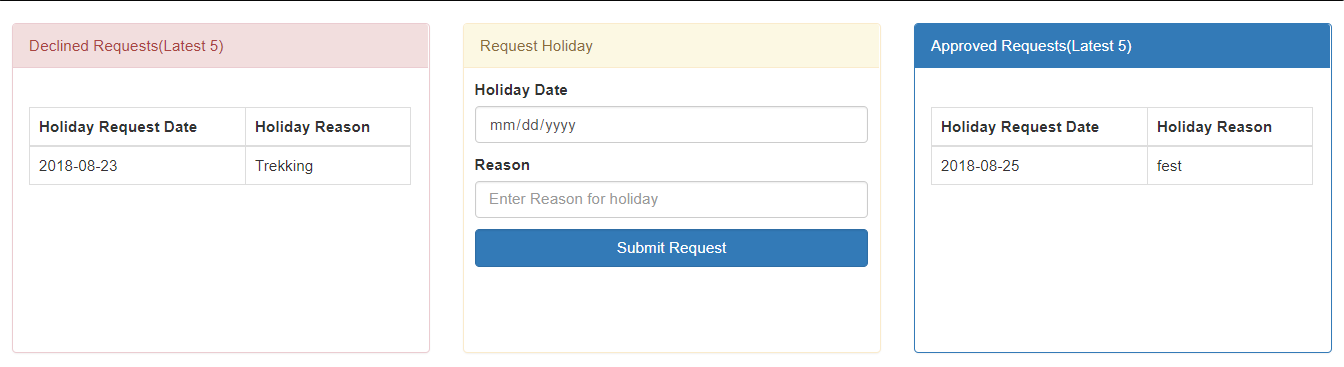 Declined Requests(Latest 5)
Holiday Request Date Holiday Reason
2018-08-23 Trekking
Request Holiday
Holiday Date
mm/dd/yyyy
Reason
Enter Reason for holiday
Submit Request
Approved Requests(Latest 5)
Holiday Request Date Holiday Reason
2018-08-25 fest